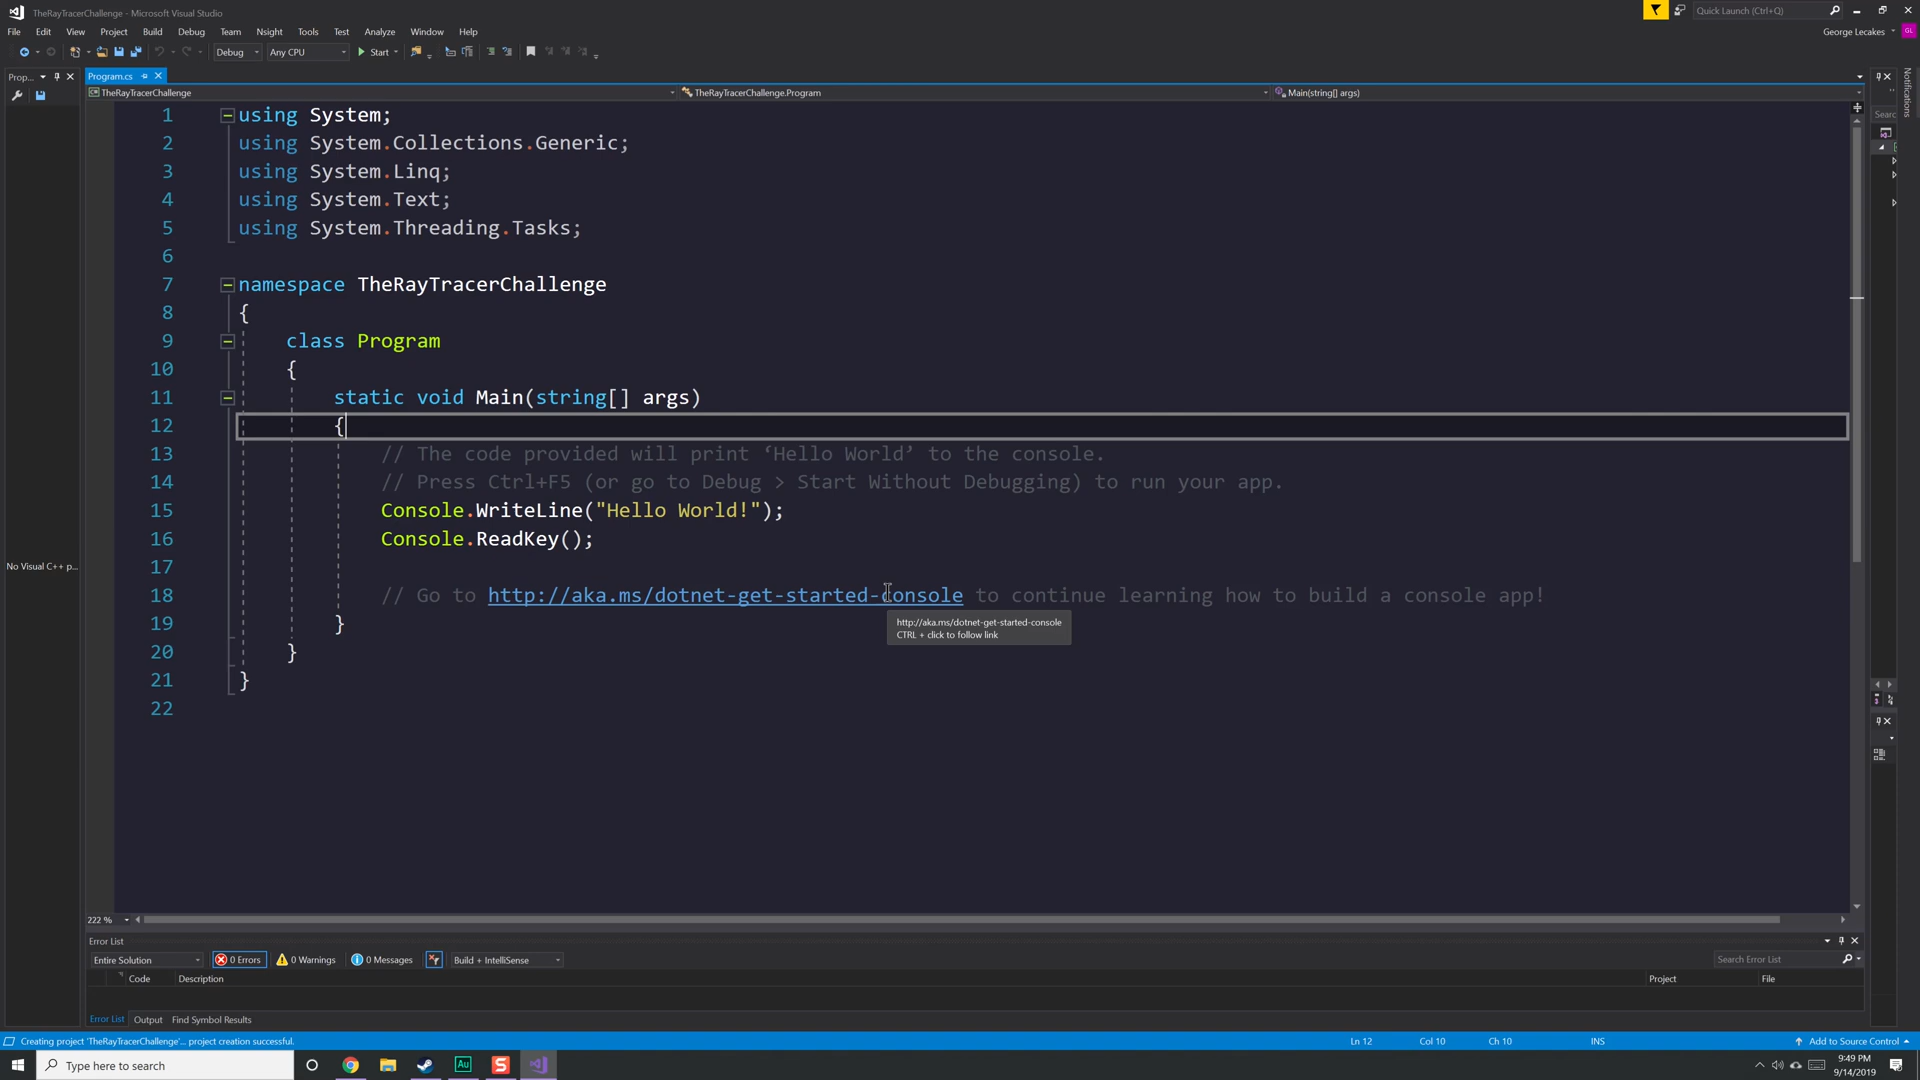 TheRayTracerChallenge - Microsoft Visual Studio
Quick Launch (Ctrl+Q)
File Edit View Project Build Debug Team Nsight Tools Test Analyze Window Help
George Lecakes GL
Debug Any CPU Start
Prop... Program.cs
TheRayTracerChallenge TheRayTracerChallenge.Program Main(string[] args)
Notifications
Searc
1 using System;
2 using System.Collections.Generic;
3 using System.Linq;
4 using System.Text;
5 using System.Threading.Tasks;
6
7 namespace TheRayTracerChallenge
8 {
9 class Program
10 {
11 static void Main(string[] args)
12 {
13 // The code provided will print ‘Hello World’ to the console.
14 // Press Ctrl+F5 (or go to Debug > Start Without Debugging) to run your app.
15 Console.WriteLine("Hello World!");
16 Console.ReadKey();
17
No Visual C++ p...
18 // Go to http://aka.ms/dotnet-get-started-console to continue learning how to build a console app!
http://aka.ms/dotnet-get-started-console
CTRL + click to follow link
19 }
20 }
21 }
22
222 %
Error List
Entire Solution 0 Errors 0 Warnings 0 Messages Build + IntelliSense Search Error List
Code Description Project File
Error List Output Find Symbol Results
Creating project 'TheRayTracerChallenge'... project creation successful. Ln 12 Col 10 Ch 10 INS Add to Source Control
Type here to search Au S 9:49 PM
9/14/2019